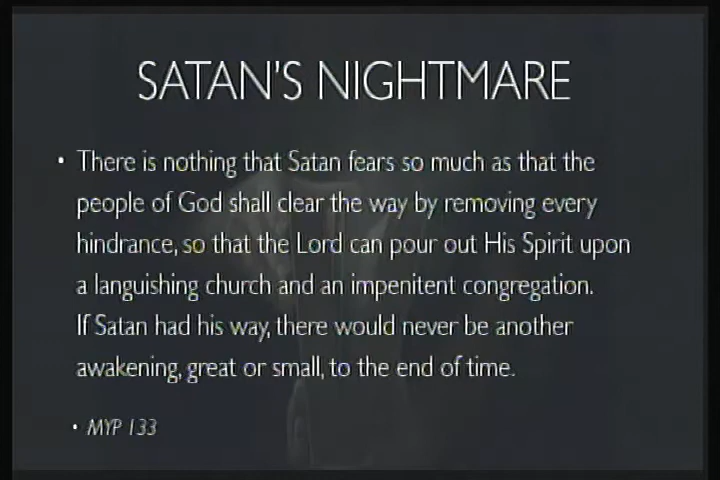 SATAN'S NIGHTMARE
• There is nothing that Satan fears so much as that the
people of God shall clear the way by removing every
hindrance, so that the Lord can pour out His Spirit upon
a languishing church and an impenitent congregation.
If Satan had his way, there would never be another
awakening, great or small, to the end of time.
• MYP 133